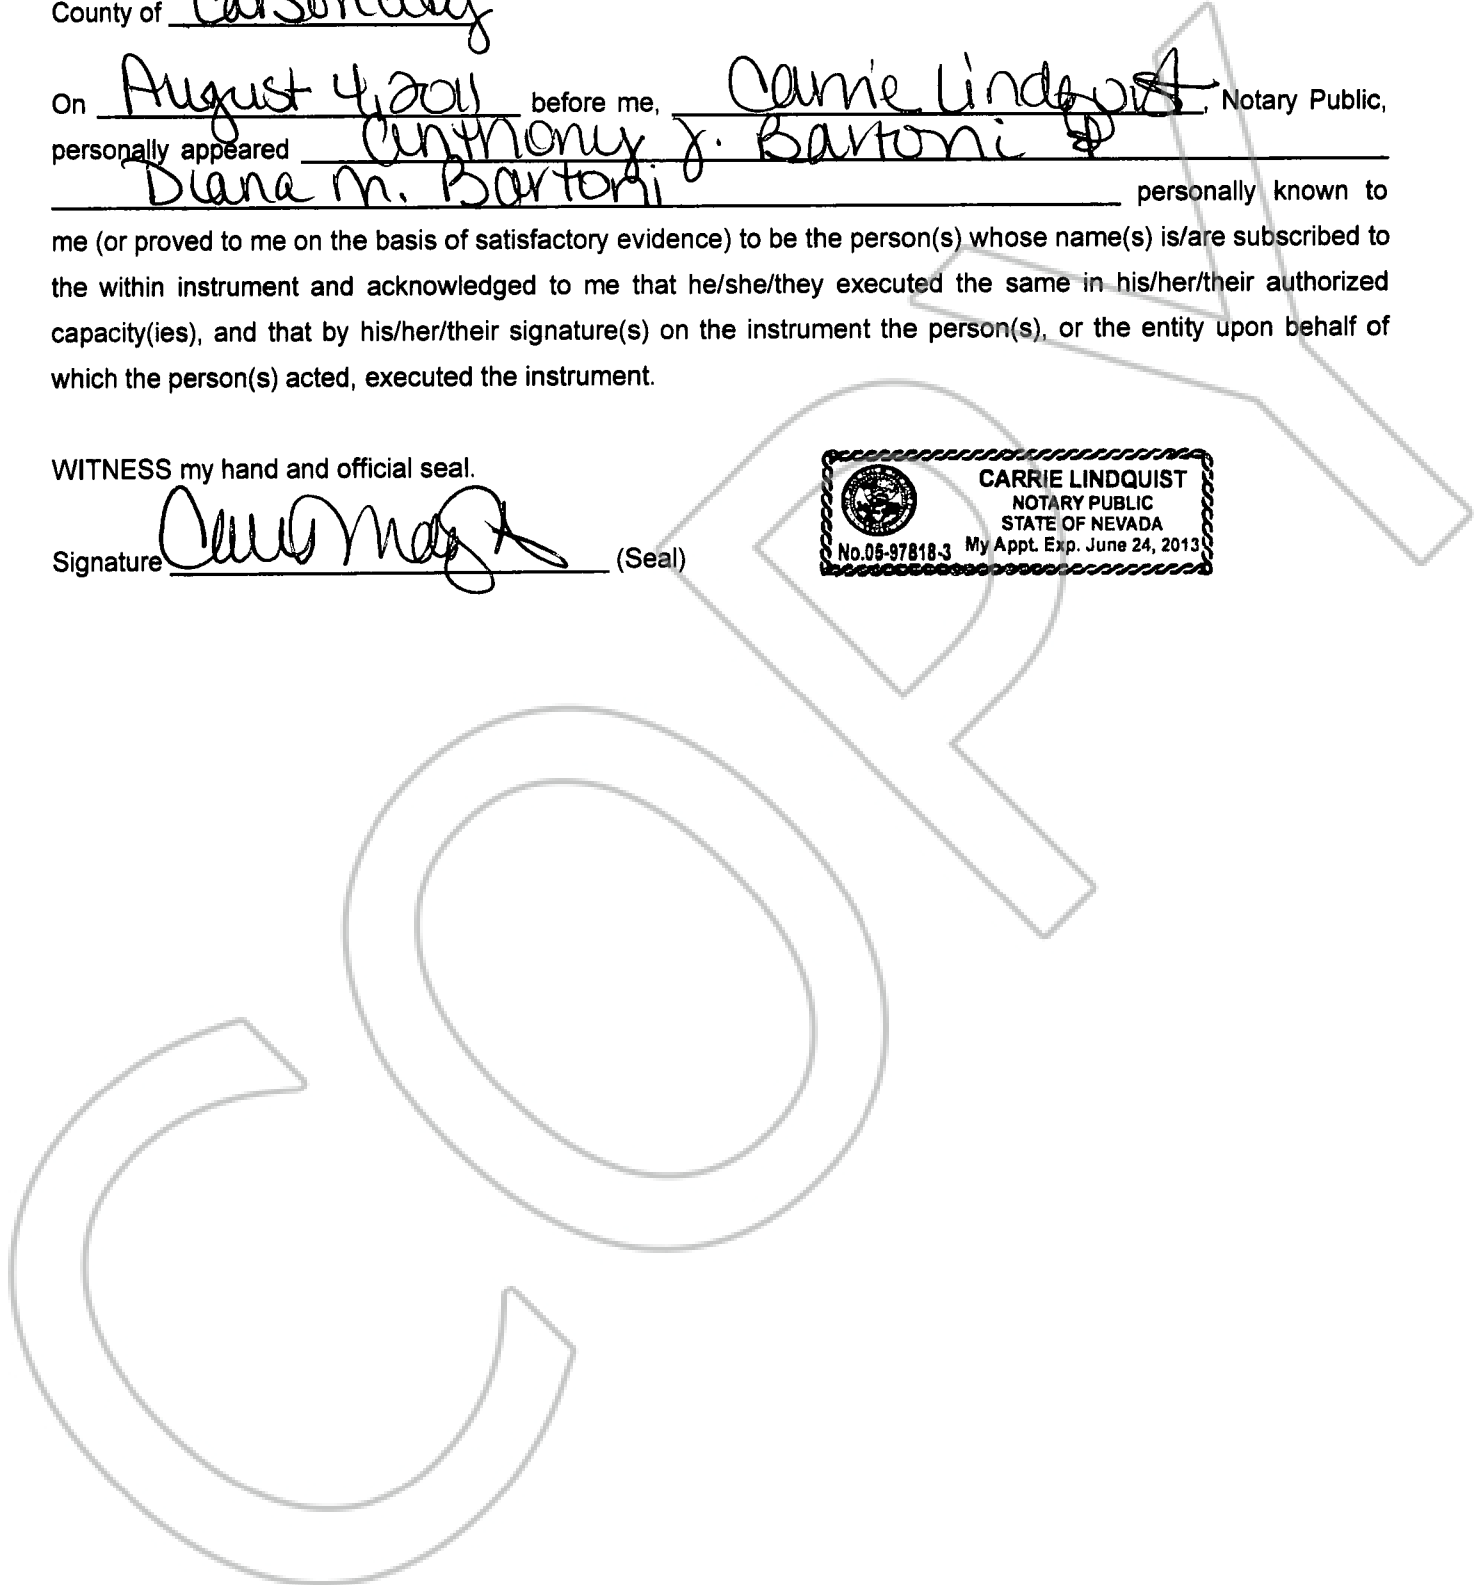 County of Carson City
On August 4, 2011 before me, Carrie Lindquist, Notary Public,
personally appeared Anthony J. Bartoni &
Diana M. Bartoni personally known to
me (or proved to me on the basis of satisfactory evidence) to be the person(s) whose name(s) is/are subscribed to
the within instrument and acknowledged to me that he/she/they executed the same in his/her/their authorized
capacity(ies), and that by his/her/their signature(s) on the instrument the person(s), or the entity upon behalf of
which the person(s) acted, executed the instrument.
WITNESS my hand and official seal.
Signature (Seal)
CARRIE LINDQUIST
NOTARY PUBLIC
STATE OF NEVADA
No.05-97818-3 My Appt. Exp. June 24, 2013
COPY